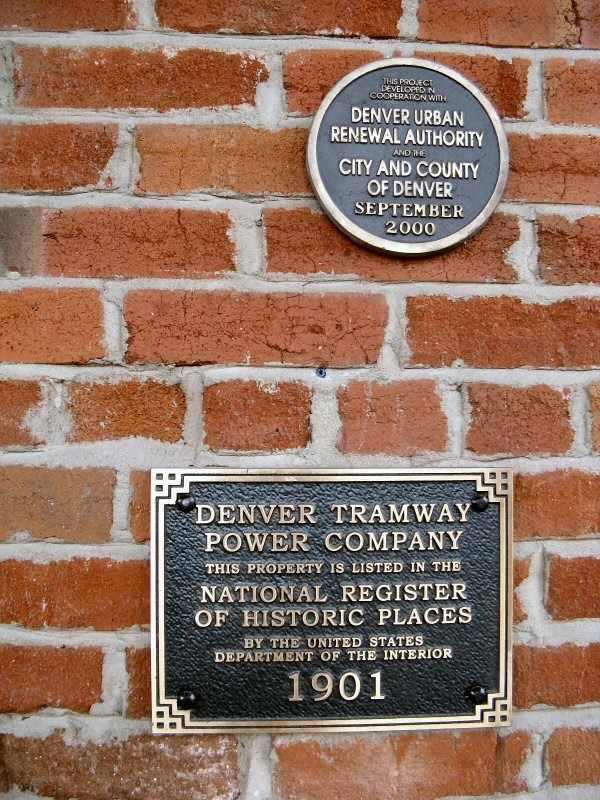 THIS PROJECT
DEVELOPED IN
COOPERATION WITH
DENVER URBAN
RENEWAL AUTHORITY
AND THE
CITY AND COUNTY
OF DENVER
SEPTEMBER
2000
DENVER TRAMWAY
POWER COMPANY
THIS PROPERTY IS LISTED IN THE
NATIONAL REGISTER
OF HISTORIC PLACES
BY THE UNITED STATES
DEPARTMENT OF THE INTERIOR
1901